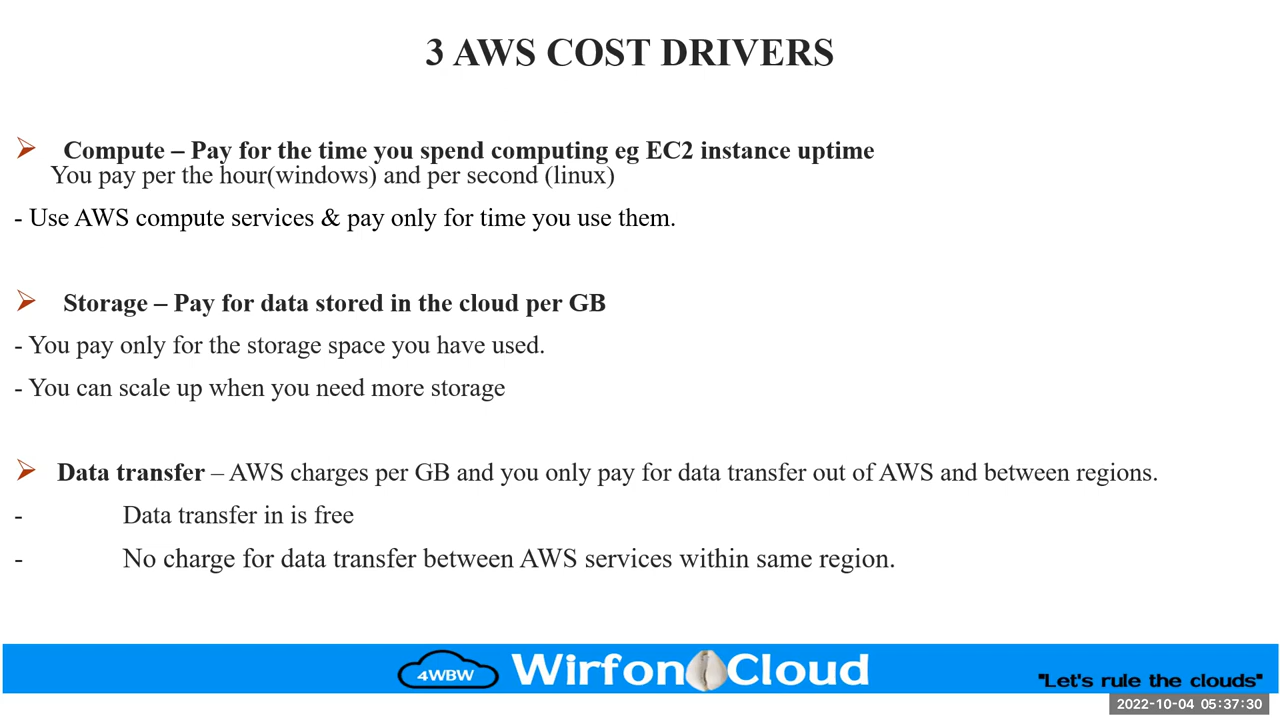 3 AWS COST DRIVERS
Compute – Pay for the time you spend computing eg EC2 instance uptime
You pay per the hour(windows) and per second (linux)
- Use AWS compute services & pay only for time you use them.
Storage – Pay for data stored in the cloud per GB
- You pay only for the storage space you have used.
- You can scale up when you need more storage
Data transfer – AWS charges per GB and you only pay for data transfer out of AWS and between regions.
- Data transfer in is free
- No charge for data transfer between AWS services within same region.
4WBW Wirfon Cloud
"Let's rule the clouds"
2022-10-04 05:37:30